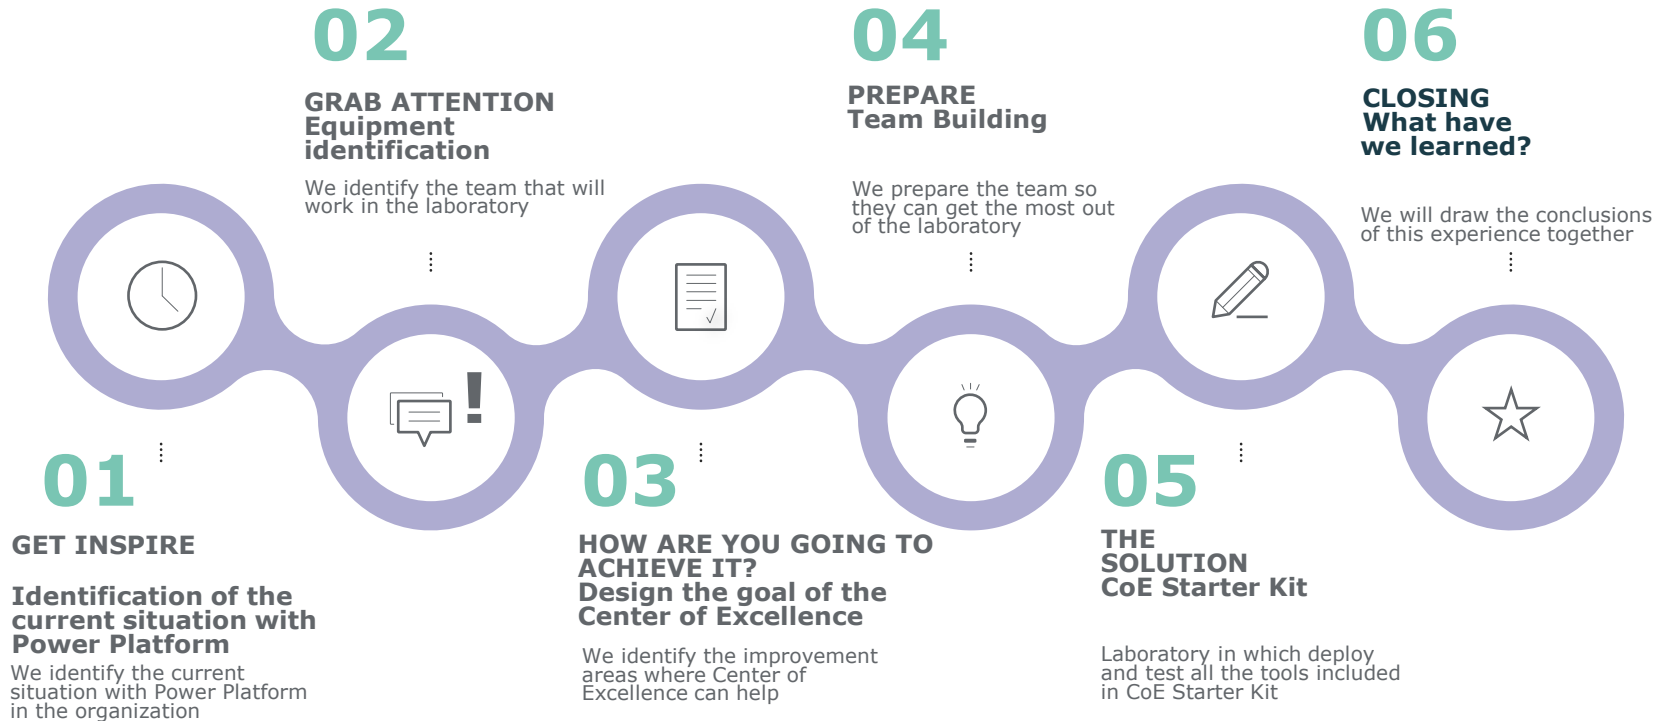 01
GET INSPIRE
Identification of the
current situation with
Power Platform
We identify the current
situation with Power Platform
in the organization
02
GRAB ATTENTION
Equipment
identification
We identify the team that will
work in the laboratory
!
03
HOW ARE YOU GOING TO
ACHIEVE IT?
Design the goal of the
Center of Excellence
We identify the improvement
areas where Center of
Excellence can help
04
PREPARE
Team Building
We prepare the team so
they can get the most out
of the laboratory
05
THE
SOLUTION
CoE Starter Kit
Laboratory in which deploy
and test all the tools included
in CoE Starter Kit
06
CLOSING
What have
we learned?
We will draw the conclusions
of this experience together